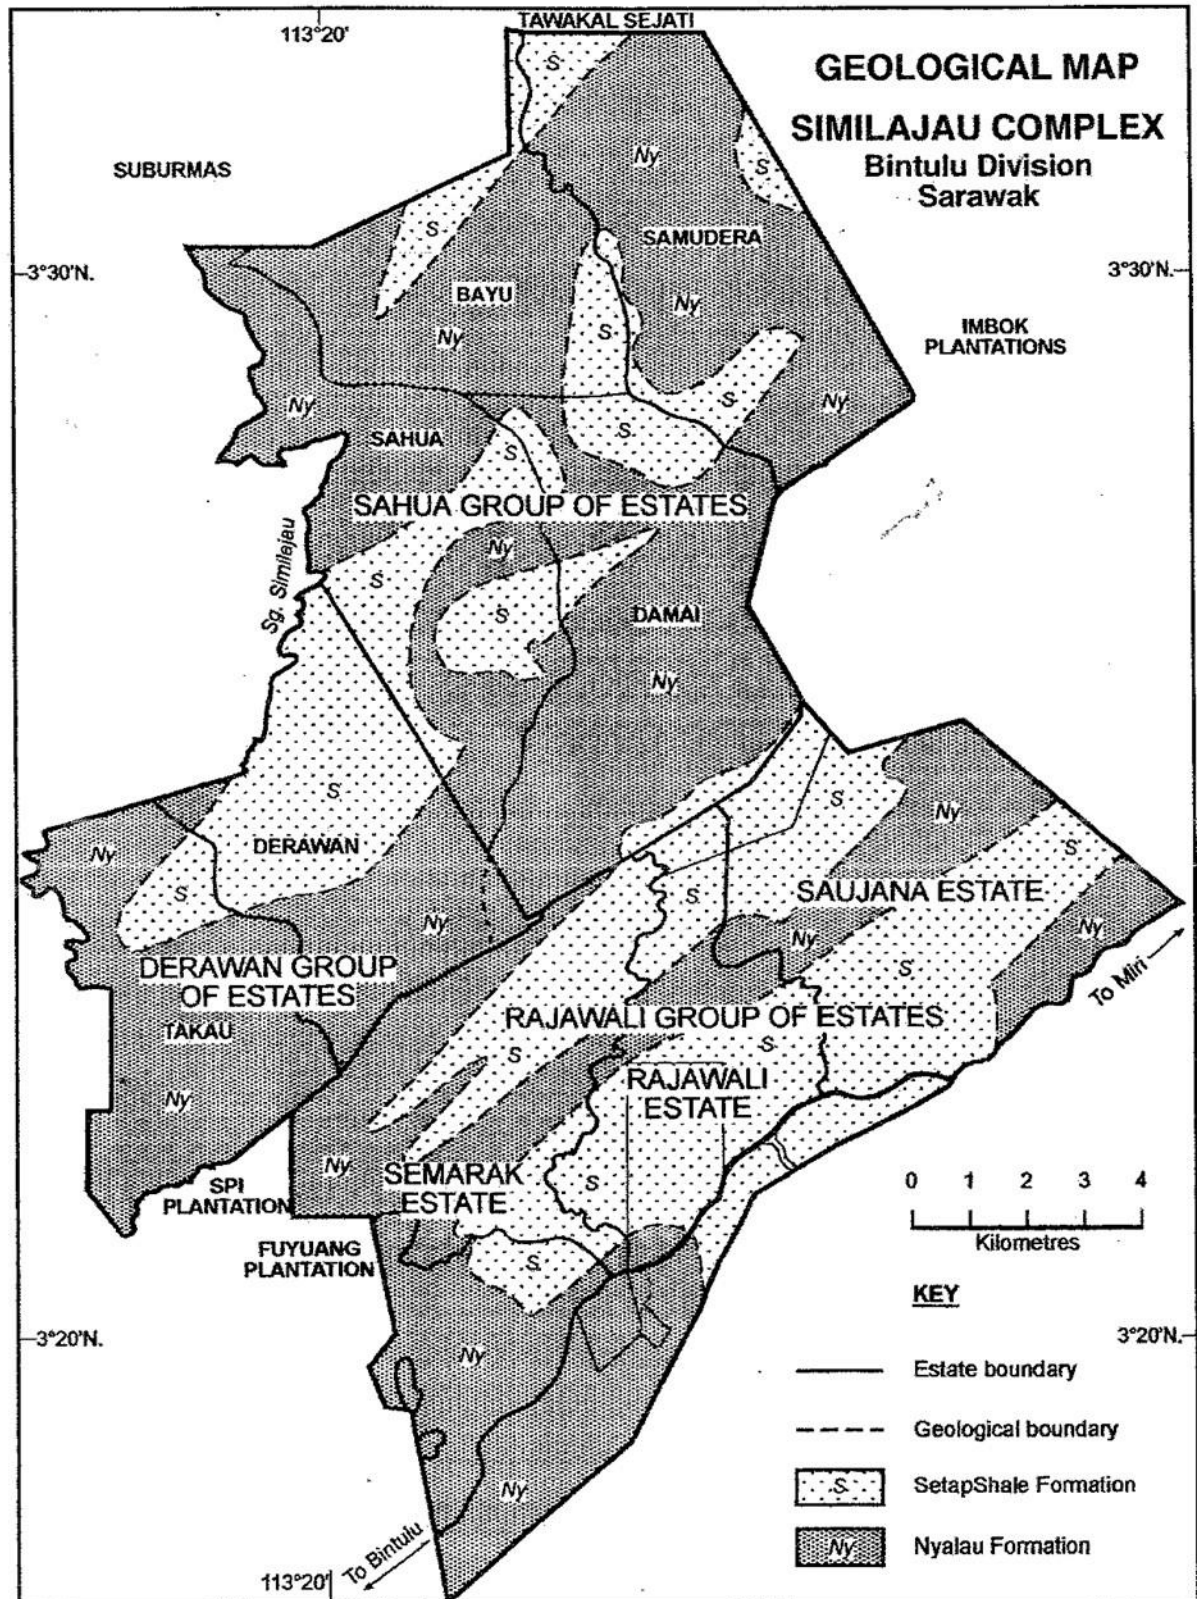 TAWAKAL SEJATI
113°20'
GEOLOGICAL MAP
SIMILAJAU COMPLEX
Bintulu Division
Sarawak
S
Ny
S
SUBURMAS
S
SAMUDERA
3°30'N.
3°30'N.
BAYU
Ny
Ny
S
IMBOK
PLANTATIONS
Ny
S
Ny
S
SAHUA
S
SAHUA GROUP OF ESTATES
Sg. Similajau
Ny
S
S
DAMAI
Ny
S
S
Ny
DERAWAN
Ny
S
S
S
SAUJANA ESTATE
Ny
Ny
Ny
DERAWAN GROUP
OF ESTATES
S
To Miri
TAKAU
RAJAWALI GROUP OF ESTATES
S
S
RAJAWALI
ESTATE
Ny
Ny
SEMARAK
ESTATE
S
SPI
PLANTATION
0 1 2 3 4
Kilometres
FUYUANG
PLANTATION
S
KEY
3°20'N.
3°20'N.
Ny
Estate boundary
Geological boundary
S SetapShale Formation
Ny
Ny Nyalau Formation
To Bintulu
113°20'